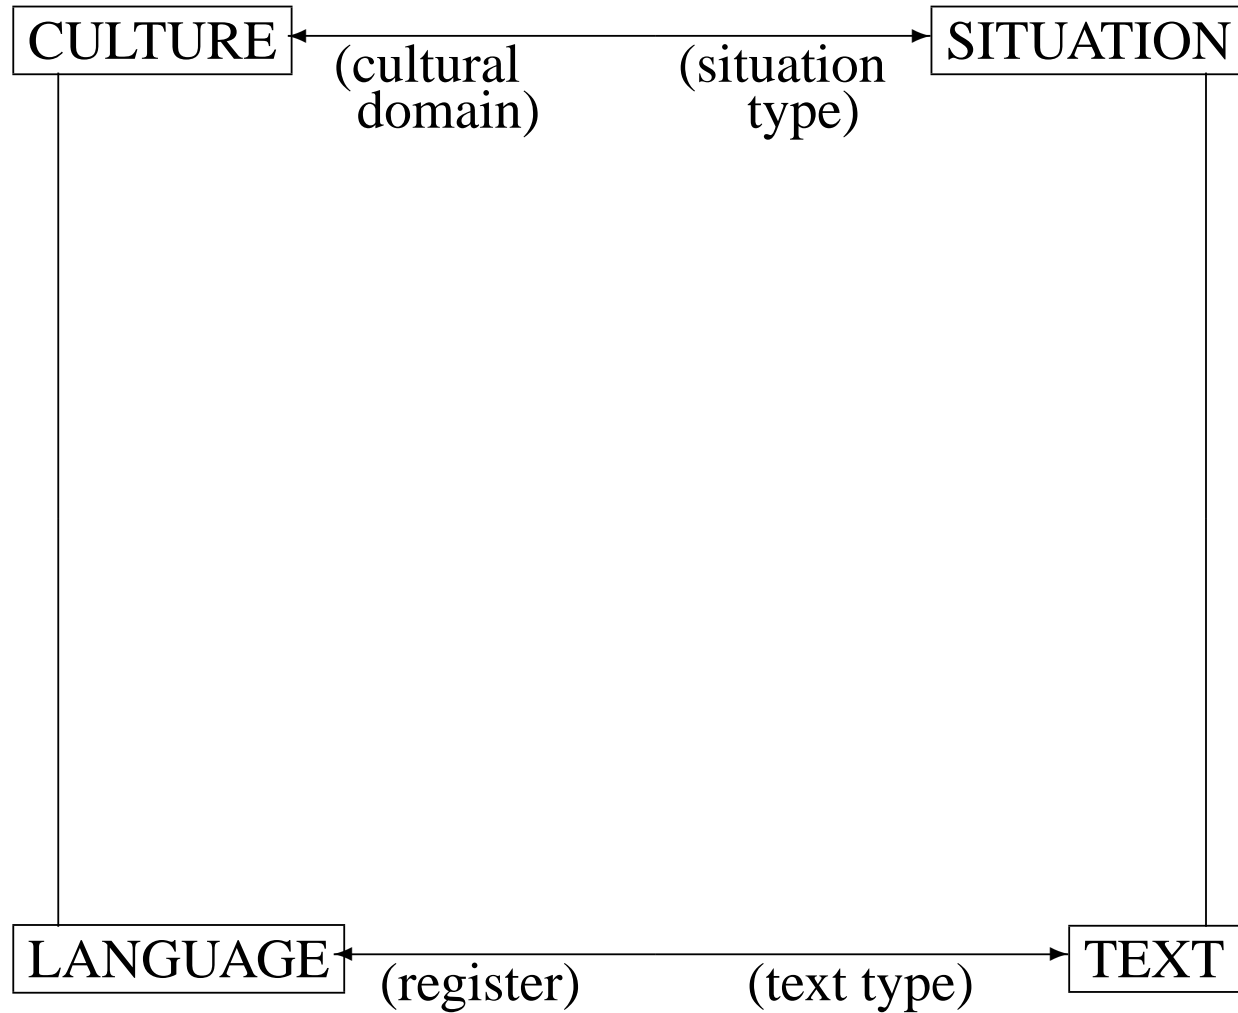 CULTURE
SITUATION
(cultural
domain)
(situation
type)
LANGUAGE
TEXT
(register)
(text type)